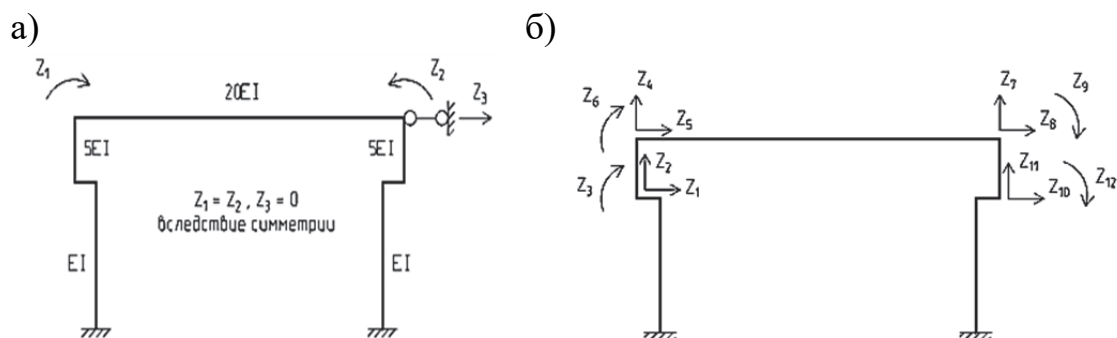 а)
б)
Z₁
Z₂
Z₃
20EI
5EI
5EI
Z₁ = Z₂ , Z₃ = 0
вследствие симметрии
EI
EI
Z₄
Z₅
Z₆
Z₂
Z₁
Z₃
Z₇
Z₈
Z₉
Z₁₁
Z₁₀
Z₁₂